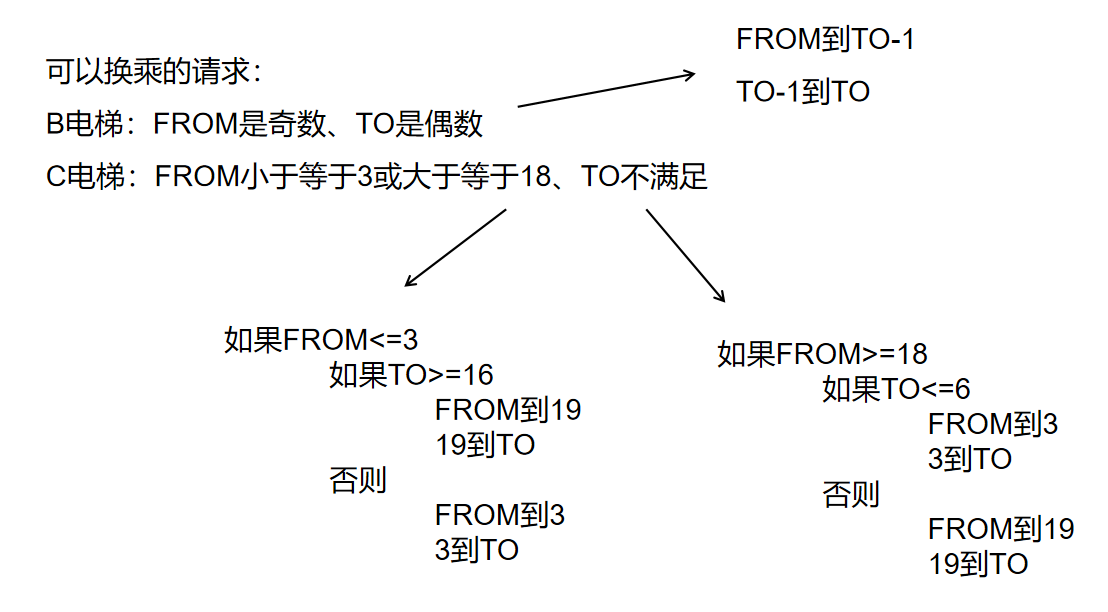 可以换乘的请求：
B电梯：FROM是奇数、TO是偶数
C电梯：FROM小于等于3或大于等于18、TO不满足
FROM到TO-1
TO-1到TO
如果FROM<=3
如果TO>=16
FROM到19
19到TO
否则
FROM到3
3到TO
如果FROM>=18
如果TO<=6
FROM到3
3到TO
否则
FROM到19
19到TO